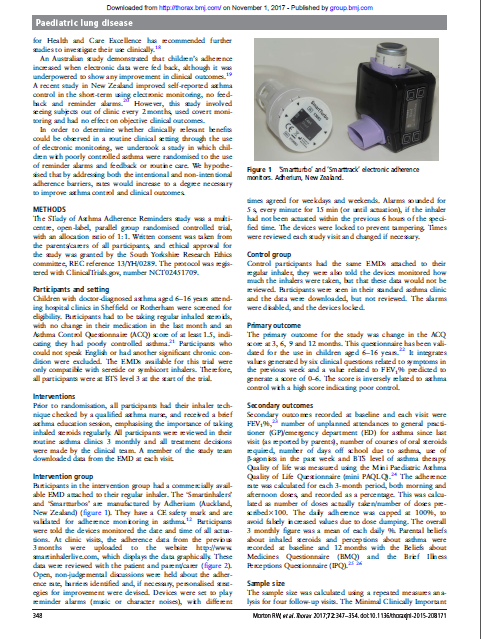 Downloaded from http://thorax.bmj.com/ on November 1, 2017 - Published by group.bmj.com
Paediatric lung disease
for Health and Care Excellence has recommended further
studies to investigate their use clinically.18
An Australian study demonstrated that children's adherence
increased when electronic data were fed back, although it was
underpowered to show any improvement in clinical outcomes.19
A recent study in New Zealand improved self-reported asthma
control in the short-term using electronic monitoring, no feed-
back and reminder alarms.20 However, this study involved
seeing subjects out of clinic every 2 months, used covert moni-
toring and had no effect on objective clinical outcomes.
In order to determine whether clinically relevant benefits
could be observed in a routine clinical setting through the use
of electronic monitoring, we undertook a study in which chil-
dren with poorly controlled asthma were randomised to the use
of reminder alarms and feedback or routine care. We hypothe-
sised that by addressing both the intentional and non-intentional
adherence barriers, rates would increase to a degree necessary
to improve asthma control and clinical outcomes.
METHODS
The STudy of Asthma Adherence Reminders study was a multi-
centre, open-label, parallel group randomised controlled trial,
with an allocation ratio of 1:1. Written consent was taken from
the parents/carers of all participants, and ethical approval for
the study was granted by the South Yorkshire Research Ethics
committee, REC reference 13/YH/0289. The protocol was regis-
tered with ClinicalTrials.gov, number NCT02451709.
Participants and setting
Children with doctor-diagnosed asthma aged 6–16 years attend-
ing hospital clinics in Sheffield or Rotherham were screened for
eligibility. Participants had to be taking regular inhaled steroids,
with no change in their medication in the last month and an
Asthma Control Questionnaire (ACQ) score of at least 1.5, indi-
cating they had poorly controlled asthma.21 Participants who
could not speak English or had another significant chronic con-
dition were excluded. The EMDs available for this trial were
only compatible with seretide or symbicort inhalers. Therefore,
all participants were at BTS level 3 at the start of the trial.
Interventions
Prior to randomisation, all participants had their inhaler tech-
nique checked by a qualified asthma nurse, and received a brief
asthma education session, emphasising the importance of taking
inhaled steroids regularly. All participants were reviewed in their
routine asthma clinics 3 monthly and all treatment decisions
were made by the clinical team. A member of the study team
downloaded data from the EMD at each visit.
Intervention group
Participants in the intervention group had a commercially avail-
able EMD attached to their regular inhaler. The 'Smartinhalers'
and 'Smartturbos' are manufactured by Adherium (Auckland,
New Zealand) (figure 1). They have a CE safety mark and are
validated for adherence monitoring in asthma.12 Participants
were told the devices monitored the date and time of all actua-
tions. At clinic visits, the adherence data from the previous
3 months were uploaded to the website http://www.
smartinhalerlive.com, which displays the data graphically. These
data were reviewed with the patient and parent/carer (figure 2).
Open, non-judgemental discussions were held about the adher-
ence rate, barriers identified and, if necessary, personalised strat-
egies for improvement were devised. Devices were set to play
reminder alarms (music or character noises), with different
Figure 1 'Smartturbo' and 'Smarttrack' electronic adherence
monitors. Adherium, New Zealand.
times agreed for weekdays and weekends. Alarms sounded for
5 s, every minute for 15 min (or until actuation), if the inhaler
had not been actuated within the previous 6 hours of the speci-
fied time. The devices were locked to prevent tampering. Times
were reviewed each study visit and changed if necessary.
Control group
Control participants had the same EMDs attached to their
regular inhaler, they were also told the devices monitored how
much the inhalers were taken, but that these data would not be
reviewed. Participants were seen in their standard asthma clinic
and the data were downloaded, but not reviewed. The alarms
were disabled, and the devices locked.
Primary outcome
The primary outcome for the study was change in the ACQ
score at 3, 6, 9 and 12 months. This questionnaire has been vali-
dated for the use in children aged 6–16 years.22 It integrates
values generated by six clinical questions related to symptoms in
the previous week and a value related to FEV1% predicted to
generate a score of 0–6. The score is inversely related to asthma
control with a high score indicating poor control.
Secondary outcomes
Secondary outcomes recorded at baseline and each visit were
FEV1%,23 number of unplanned attendances to general practi-
tioner (GP)/emergency department (ED) for asthma since last
visit (as reported by parents), number of courses of oral steroids
required, number of days off school due to asthma, use of
β-agonists in the past week and BTS level of asthma therapy.
Quality of life was measured using the Mini Paediatric Asthma
Quality of Life Questionnaire (mini PAQLQ).24 The adherence
rate was calculated for each 3-month period, both morning and
afternoon doses, and recorded as a percentage. This was calcu-
lated as number of doses actually taken/number of doses pre-
scribed×100. The daily adherence was capped at 100%, to
avoid falsely increased values due to dose dumping. The overall
3 monthly figure was a mean of each daily %. Parental beliefs
about inhaled steroids and perceptions about asthma were
recorded at baseline and 12 months with the Beliefs about
Medicines Questionnaire (BMQ) and the Brief Illness
Perceptions Questionnaire (IPQ).25 26
Sample size
The sample size was calculated using a repeated measures ana-
lysis for four follow-up visits. The Minimal Clinically Important
348
Morton RW, et al. Thorax 2017;72:347–354. doi:10.1136/thoraxjnl-2015-208171